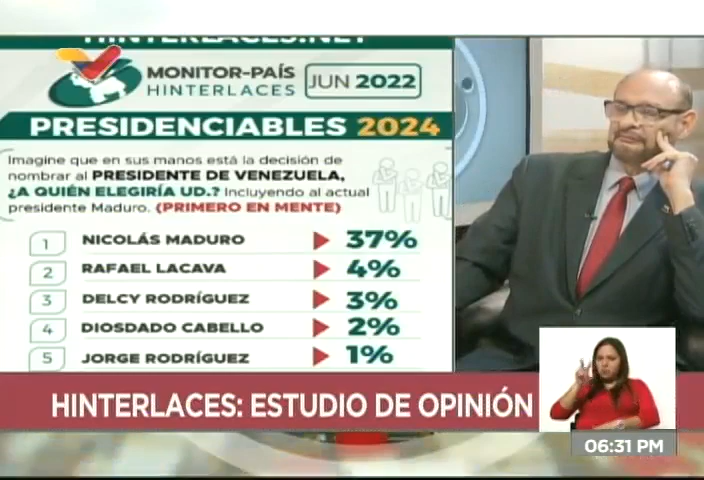 HINTERLACES.NET
MONITOR-PAÍS
HINTERLACES
JUN 2022
PRESIDENCIABLES 2024
Imagine que en sus manos está la decisión de
nombrar al PRESIDENTE DE VENEZUELA,
¿A QUIÉN ELEGIRÍA UD.? Incluyendo al actual
presidente Maduro. (PRIMERO EN MENTE)
1 NICOLÁS MADURO 37%
2 RAFAEL LACAVA 4%
3 DELCY RODRÍGUEZ 3%
4 DIOSDADO CABELLO 2%
5 JORGE RODRÍGUEZ 1%
HINTERLACES: ESTUDIO DE OPINIÓN
06:31 PM